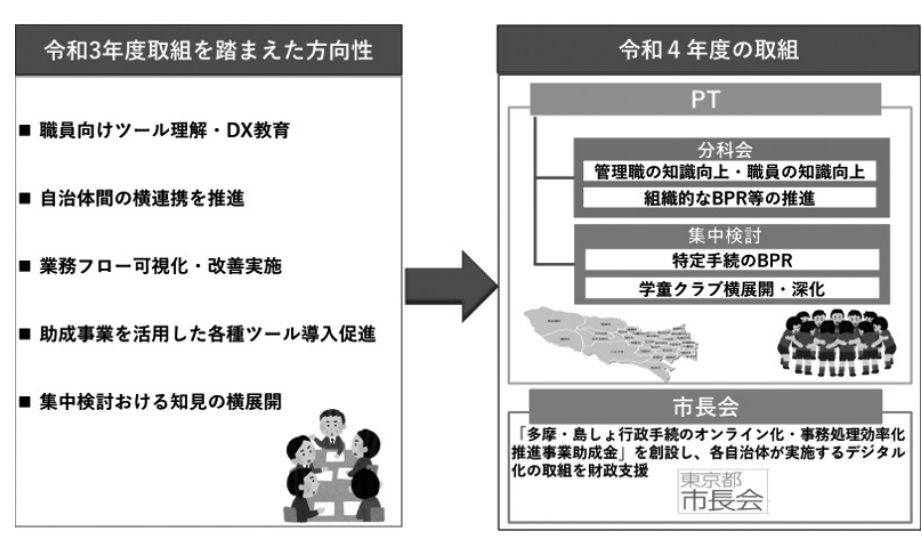 令和3年度取組を踏まえた方向性
■ 職員向けツール理解・DX教育
■ 自治体間の横連携を推進
■ 業務フロー可視化・改善実施
■ 助成事業を活用した各種ツール導入促進
■ 集中検討おける知見の横展開
令和４年度の取組
PT
分科会
管理職の知識向上・職員の知識向上
組織的なBPR等の推進
集中検討
特定手続のBPR
学童クラブ横展開・深化
市長会
「多摩・島しょ行政手続のオンライン化・事務処理効率化
推進事業助成金」を創設し、各自治体が実施するデジタル
化の取組を財政支援
東京都
市長会